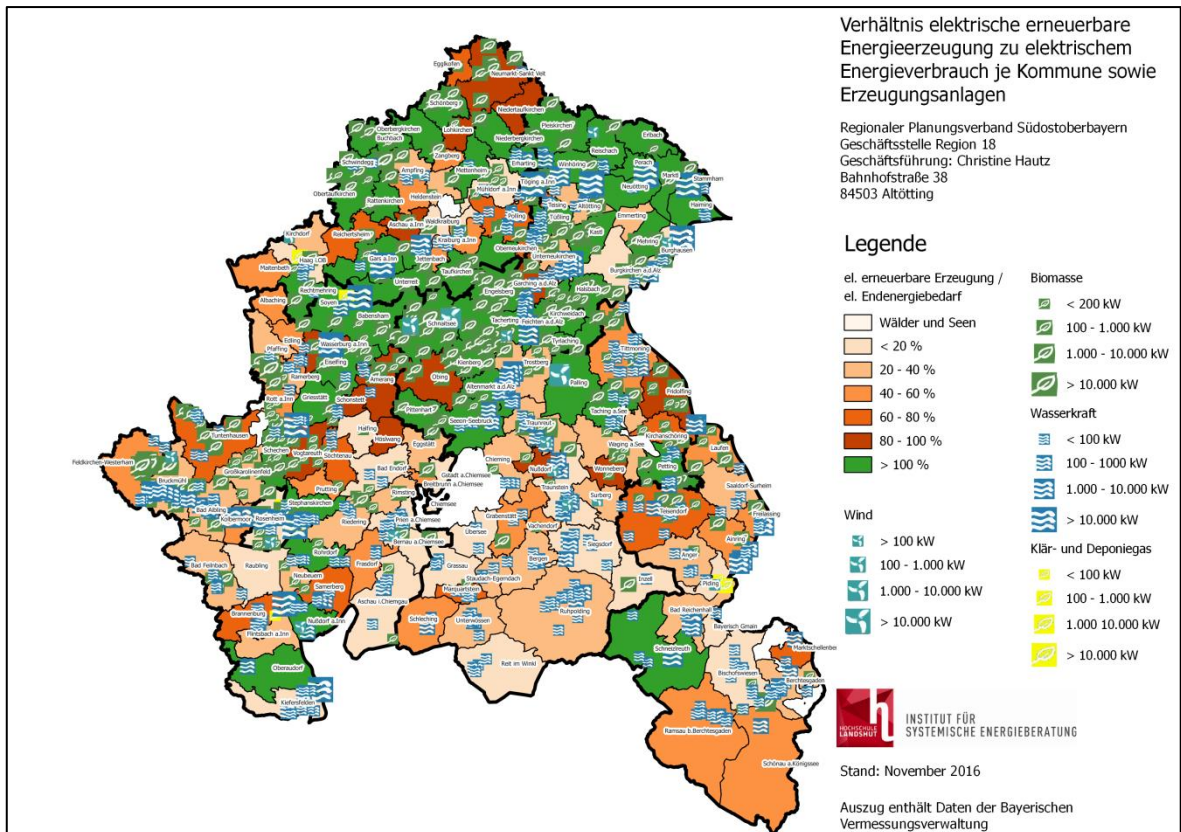 Verhältnis elektrische erneuerbare
Energieerzeugung zu elektrischem
Energieverbrauch je Kommune sowie
Erzeugungsanlagen
Regionaler Planungsverband Südostoberbayern
Geschäftsstelle Region 18
Geschäftsführung: Christine Hautz
Bahnhofstraße 38
84503 Altötting
Legende
el. erneuerbare Erzeugung /
el. Endenergiebedarf
Wälder und Seen
< 20 %
20 - 40 %
40 - 60 %
60 - 80 %
80 - 100 %
> 100 %
Wind
> 100 kW
100 - 1.000 kW
1.000 - 10.000 kW
> 10.000 kW
Biomasse
< 200 kW
100 - 1.000 kW
1.000 - 10.000 kW
> 10.000 kW
Wasserkraft
< 100 kW
100 - 1000 kW
1.000 - 10.000 kW
> 10.000 kW
Klär- und Deponiegas
< 100 kW
100 - 1.000 kW
1.000 10.000 kW
> 10.000 kW
HOCHSCHULE
LANDSHUT
INSTITUT FÜR
SYSTEMISCHE ENERGIEBERATUNG
Stand: November 2016
Auszug enthält Daten der Bayerischen
Vermessungsverwaltung
Egglkofen
Neumarkt-Sankt Veit
Schönberg
Niedertaufkirchen
Lohkirchen
Oberbergkirchen
Buchbach
Pleiskirchen
Niederbergkirchen
Erlbach
Zangberg
Reischach
Schwindegg
Erharting
Winhöring
Perach
Mettenheim
Ampfing
Marktl
Stammham
Töging a.Inn
Mühldorf a.Inn
Neuötting
Obertaufkirchen
Heldenstein
Teising
Altötting
Haiming
Rattenkirchen
Polling
Tüßling
Emmerting
Aschau a.Inn
Waldkraiburg
Kastl
Kirchdorf
Reichertsheim
Kraiburg a.Inn
Mehring
Burghausen
Oberneukirchen
Haag i.OB
Gars a.Inn
Jettenbach
Unterneukirchen
Burgkirchen a.d.Alz
Maitenbeth
Taufkirchen
Rechtmehring
Unterreit
Garching a.d.Alz
Halsbach
Soyen
Engelsberg
Albaching
Babensham
Kirchweidach
Schnaitsee
Tacherting
Feichten a.d.Alz
Edling
Wasserburg a.Inn
Tyrlaching
Pfaffing
Eiselfing
Kienberg
Trostberg
Tittmoning
Ramerberg
Amerang
Obing
Palling
Altenmarkt a.d.Alz
Fridolfing
Rott a.Inn
Griesstätt
Schonstett
Pittenhart
Taching a.See
Seeon-Seebruck
Halfing
Traunreut
Tuntenhausen
Höslwang
Kirchanschöring
Schechen
Vogtareuth
Söchtenau
Eggstätt
Waging a.See
Feldkirchen-Westerham
Chieming
Nußdorf
Wonneberg
Petting
Laufen
Großkarolinenfeld
Bad Endorf
Gstadt a.Chiemsee
Bruckmühl
Prutting
Breitbrunn a.Chiemsee
Traunstein
Saaldorf-Surheim
Rimsting
Chiemsee
Surberg
Stephanskirchen
Teisendorf
Bad Aibling
Grabenstätt
Kolbermoor
Rosenheim
Riedering
Prien a.Chiemsee
Vachendorf
Freilassing
Übersee
Siegsdorf
Ainring
Bernau a.Chiemsee
Rohrdorf
Anger
Bad Feilnbach
Raubling
Frasdorf
Grassau
Bergen
Neubeuern
Staudach-Egerndach
Inzell
Piding
Samerberg
Marquartstein
Aschau i.Chiemgau
Ruhpolding
Bad Reichenhall
Brannenburg
Schleching
Unterwössen
Bayerisch Gmain
Nußdorf a.Inn
Flintsbach a.Inn
Schneizlreuth
Reit im Winkl
Bischofswiesen
Oberaudorf
Berchtesgaden
Kiefersfelden
Ramsau b.Berchtesgaden
Schönau a.Königssee